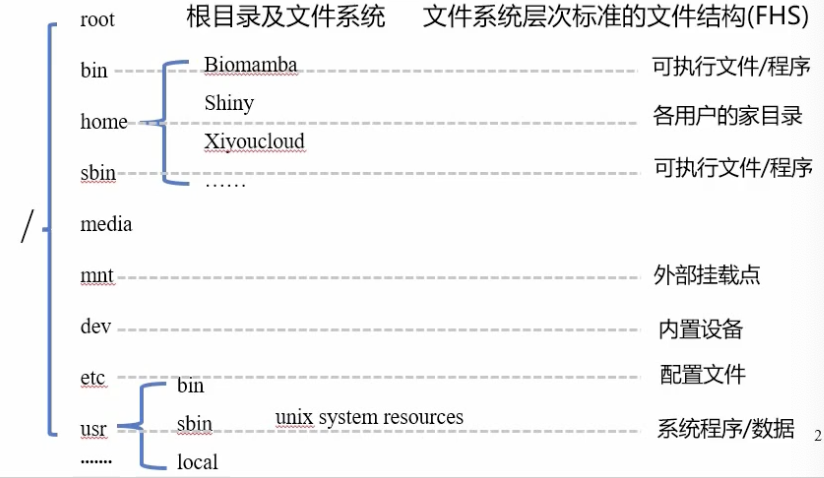 根目录及文件系统 文件系统层次标准的文件结构(FHS)
/
root
bin 可执行文件/程序
home 各用户的家目录
Biomamba
Shiny
Xiyoucloud
……
sbin 可执行文件/程序
media
mnt 外部挂载点
dev 内置设备
etc 配置文件
usr 系统程序/数据
bin
sbin unix system resources
local
.......
2